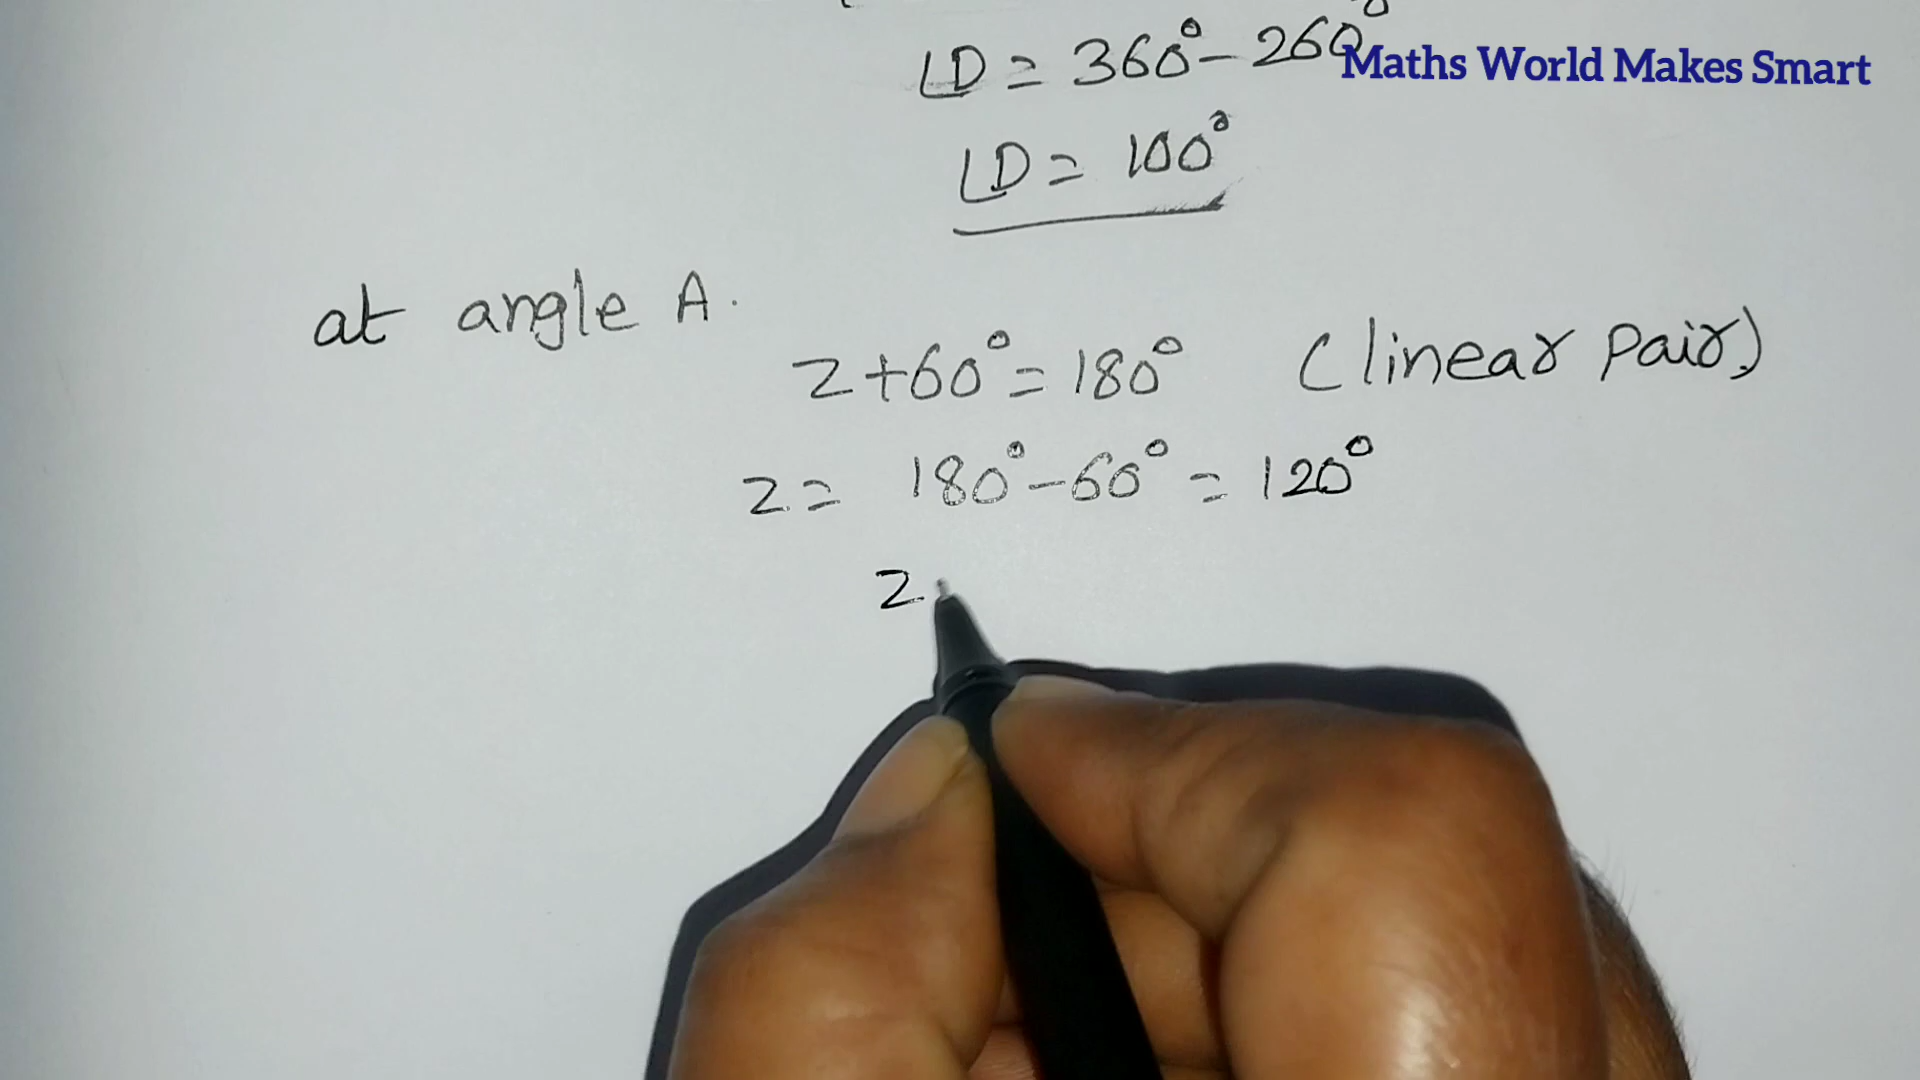 ∠D = 360° - 260°
Maths World Makes Smart
∠D = 100°
at angle A.
z + 60° = 180° (linear pair)
z = 180° - 60° = 120°
z